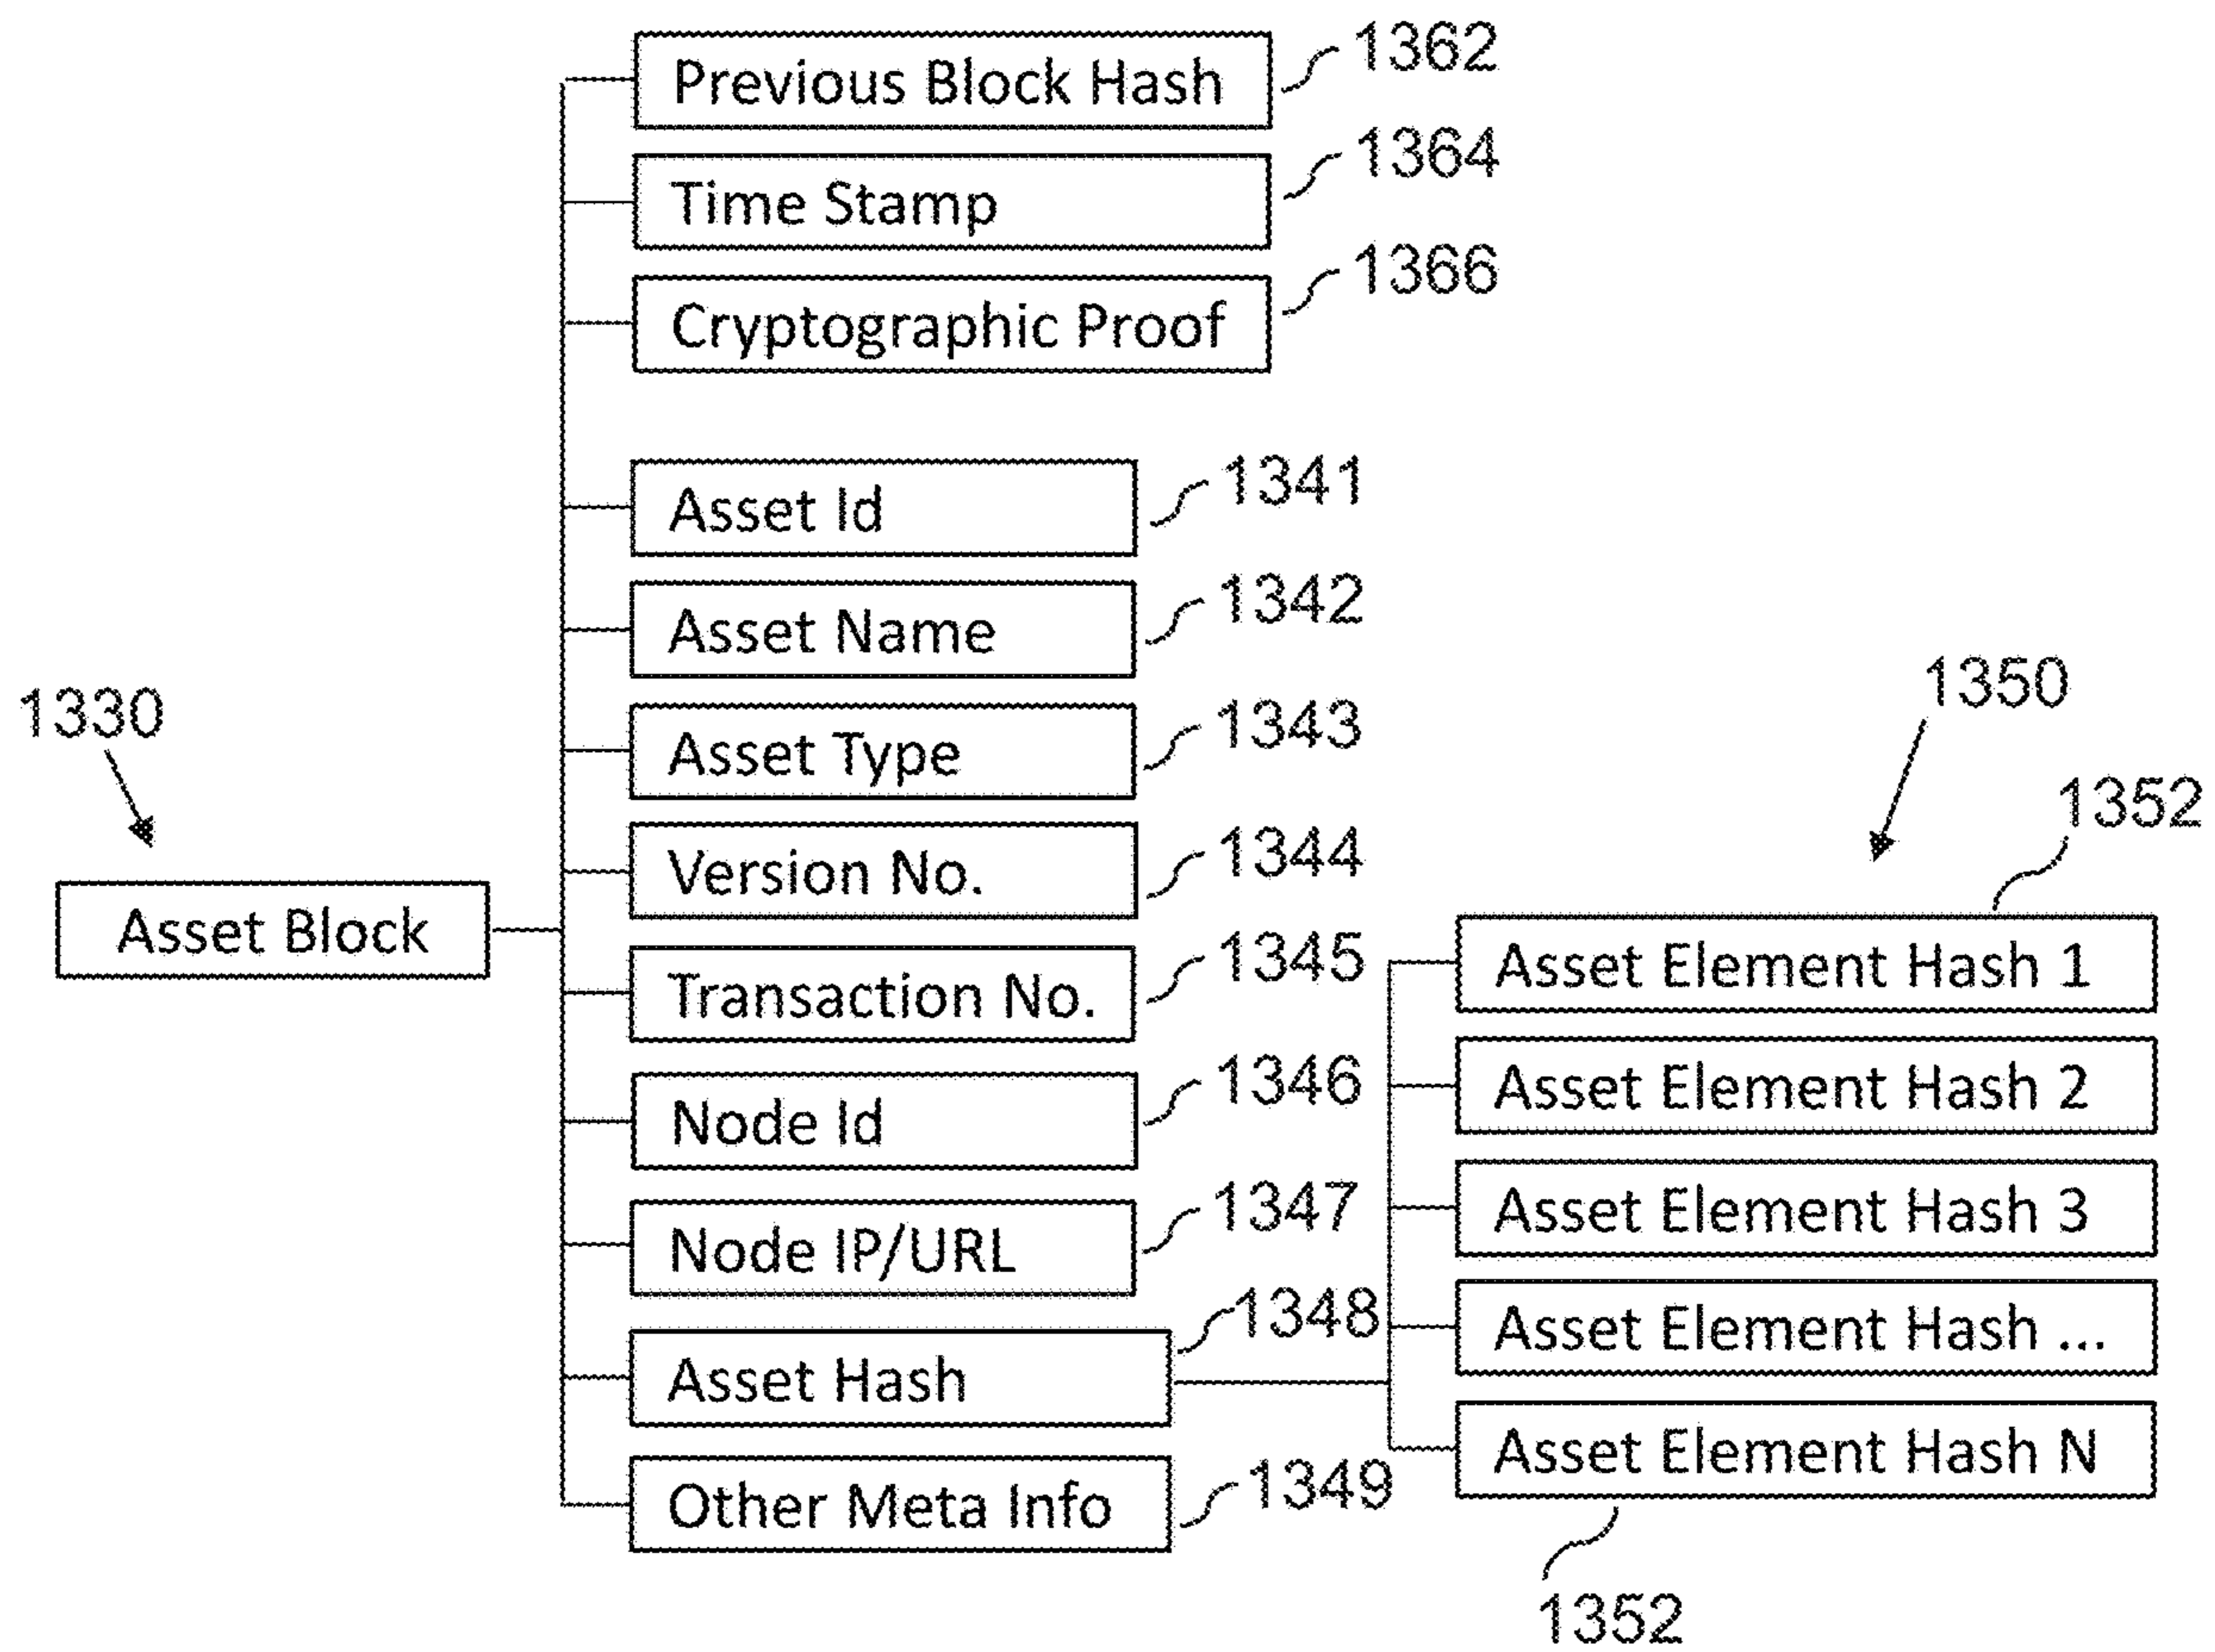 Previous Block Hash
1362
Time Stamp
1364
Cryptographic Proof
1366
Asset Id
1341
Asset Name
1342
Asset Type
1343
Version No.
1344
Transaction No.
1345
Node Id
1346
Node IP/URL
1347
Asset Hash
1348
Other Meta Info
1349
1330
Asset Block
1350
1352
Asset Element Hash 1
Asset Element Hash 2
Asset Element Hash 3
Asset Element Hash ...
Asset Element Hash N
1352